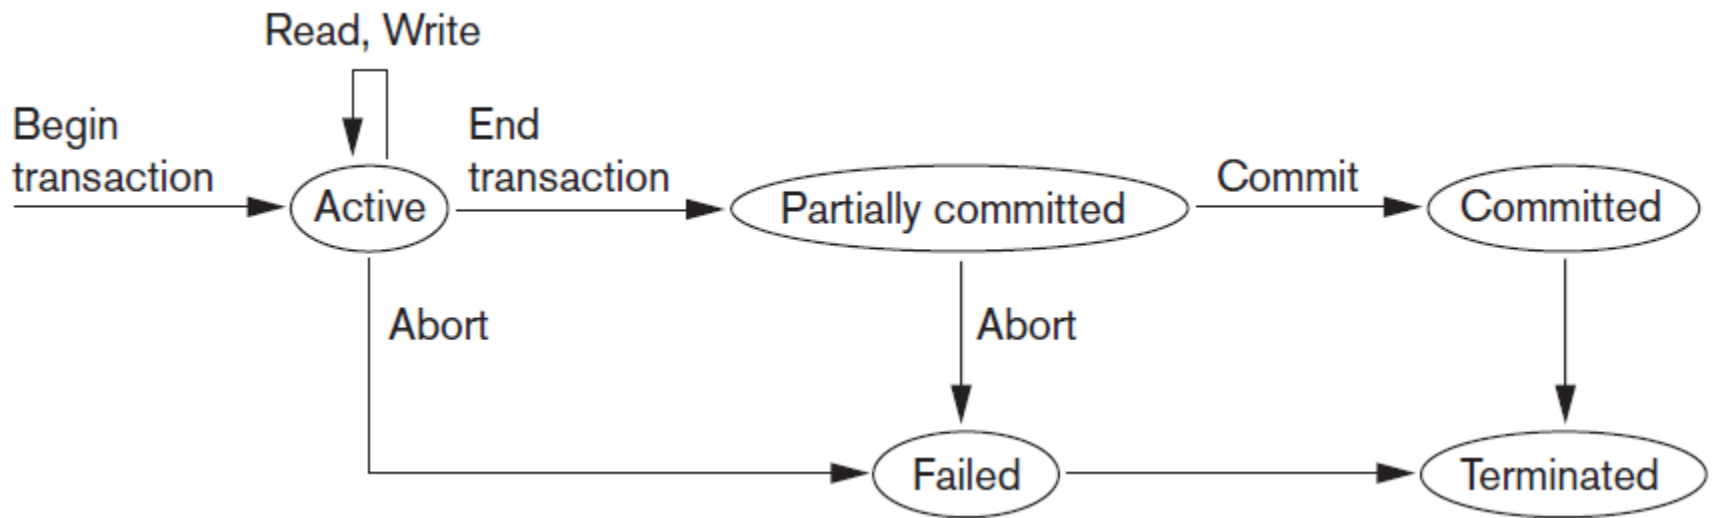 Read, Write
Begin
transaction
End
transaction
Active
Partially committed
Commit
Committed
Abort
Abort
Failed
Terminated